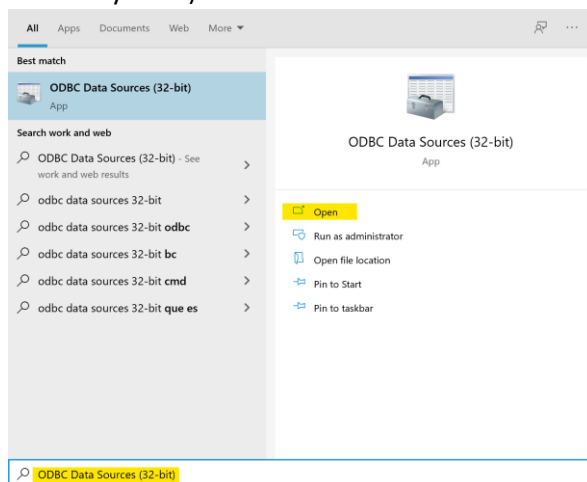 All Apps Documents Web More
Best match
ODBC Data Sources (32-bit)
App
Search work and web
ODBC Data Sources (32-bit) - See
work and web results
odbc data sources 32-bit
odbc data sources 32-bit odbc
odbc data sources 32-bit bc
odbc data sources 32-bit cmd
odbc data sources 32-bit que es
ODBC Data Sources (32-bit)
App
Open
Run as administrator
Open file location
Pin to Start
Pin to taskbar
ODBC Data Sources (32-bit)